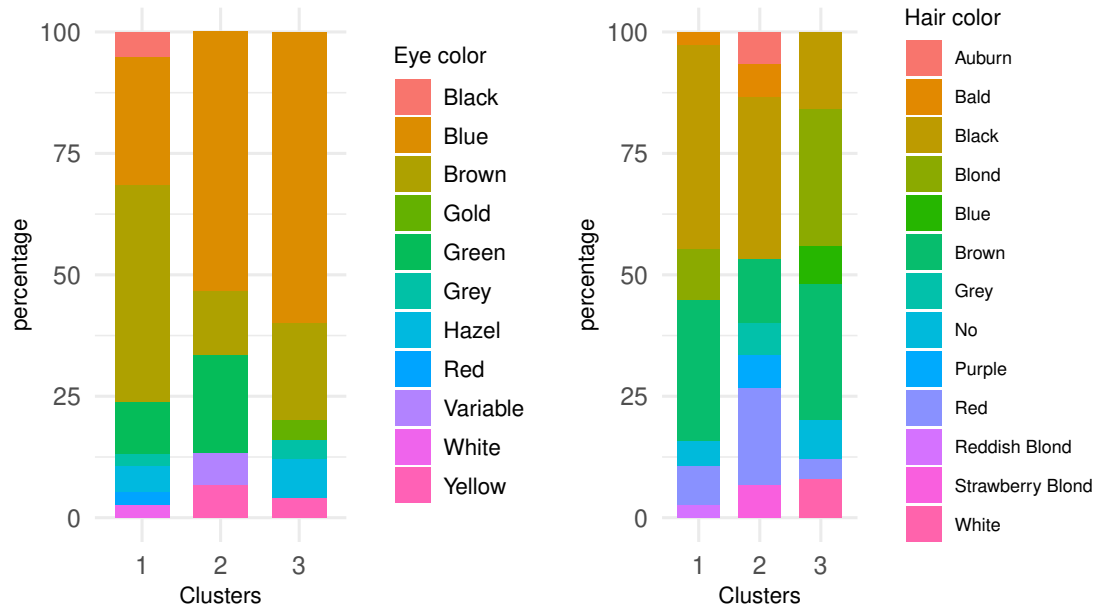 percentage
100
75
50
25
0
1 2 3
Clusters
Eye color
Black
Blue
Brown
Gold
Green
Grey
Hazel
Red
Variable
White
Yellow
percentage
100
75
50
25
0
1 2 3
Clusters
Hair color
Auburn
Bald
Black
Blond
Blue
Brown
Grey
No
Purple
Red
Reddish Blond
Strawberry Blond
White